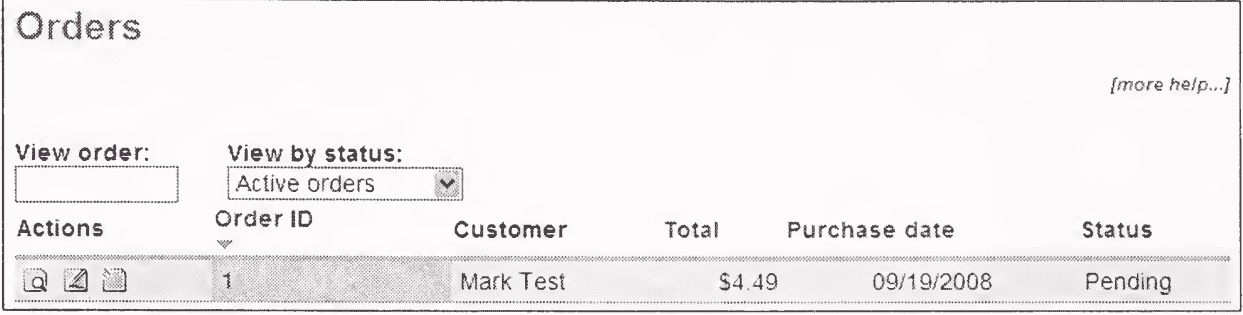 Orders
[more help...]
View order: View by status:
Active orders
Actions Order ID Customer Total Purchase date Status
1 Mark Test $4.49 09/19/2008 Pending